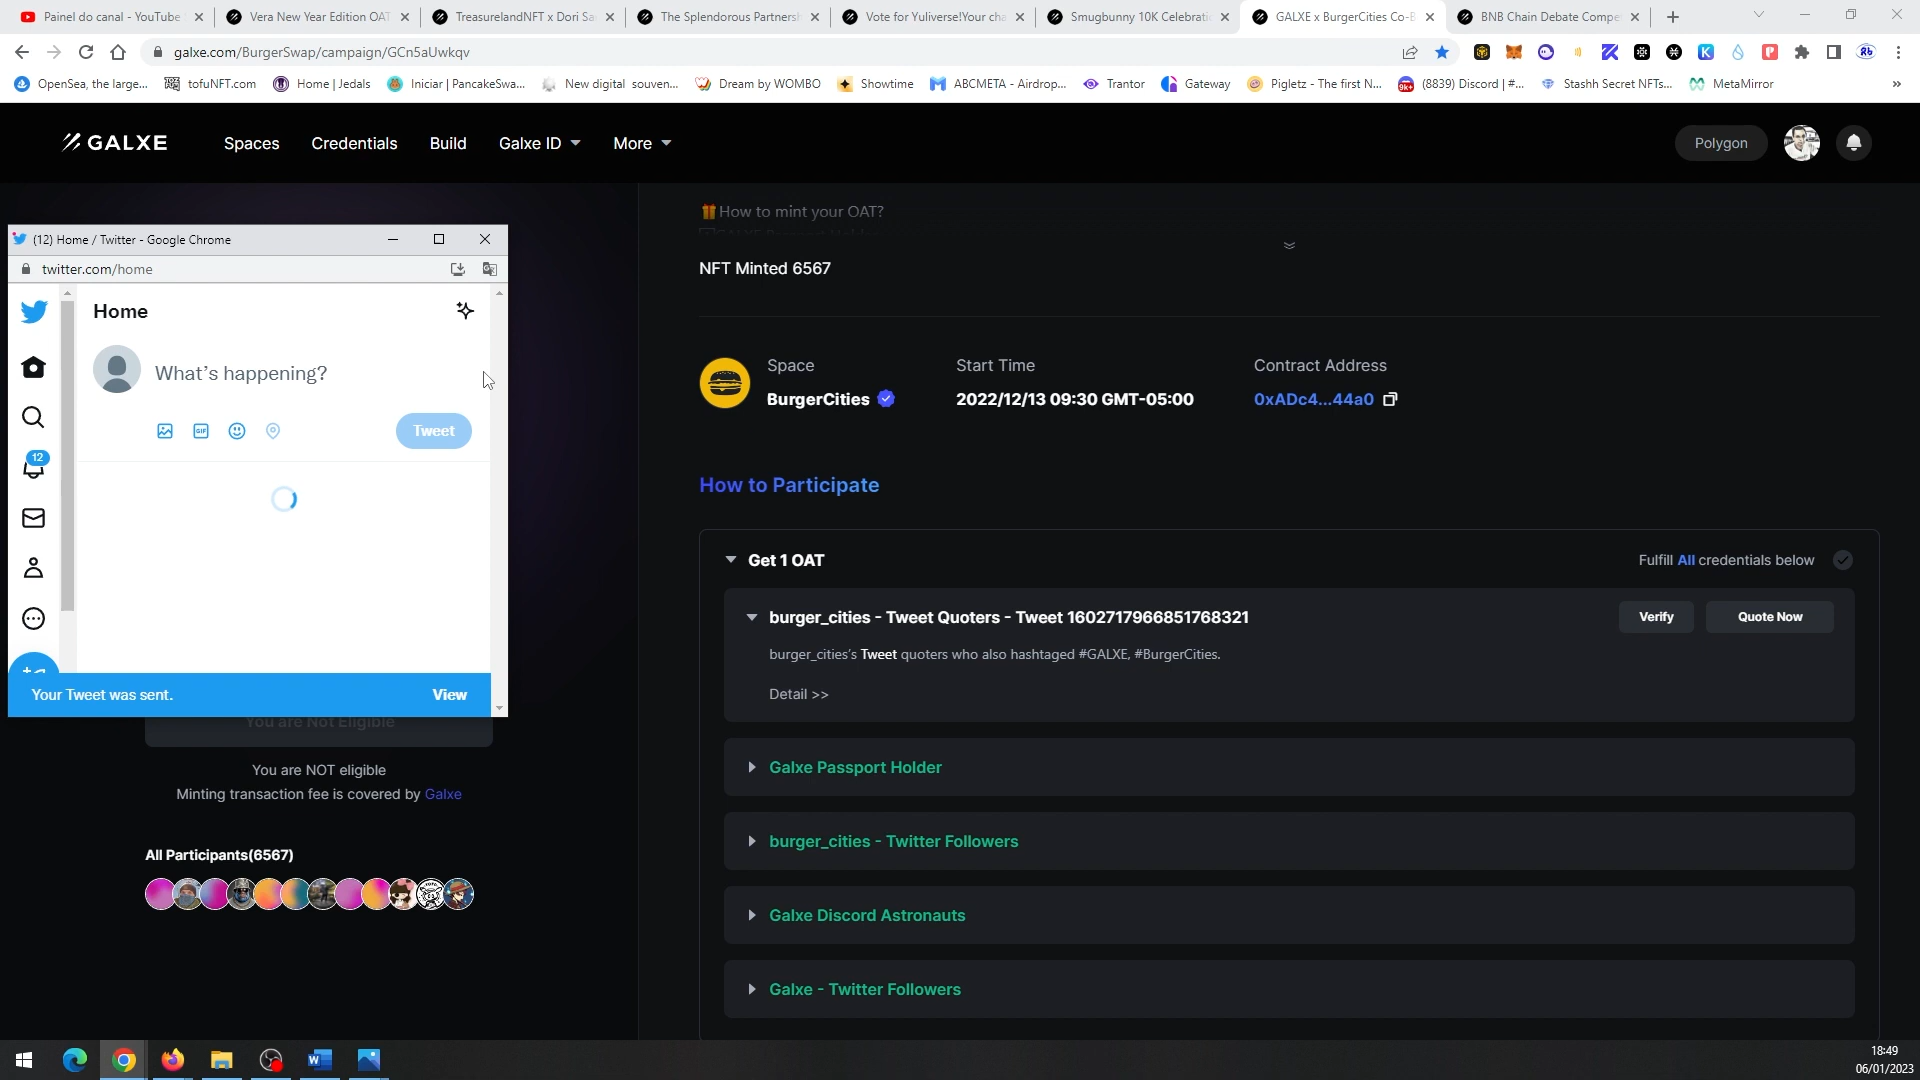 Painel do canal - YouTube
Vera New Year Edition OAT
TreasurelandNFT x Dori Sa
The Splendorous Partnersh
Vote for Yuliverse!Your cha
Smugbunny 10K Celebratio
GALXE x BurgerCities Co-B
BNB Chain Debate Compe
galxe.com/BurgerSwap/campaign/GCn5aUwkqv
OpenSea, the large...
tofuNFT.com
Home | Jedals
Iniciar | PancakeSwa...
New digital souven...
Dream by WOMBO
Showtime
ABCMETA - Airdrop...
Trantor
Gateway
Pigletz - The first N...
(8839) Discord | #...
Stashh Secret NFTs...
MetaMirror
»
GALXE
Spaces
Credentials
Build
Galxe ID
More
Polygon
🎁How to mint your OAT?
NFT Minted 6567
(12) Home / Twitter - Google Chrome
twitter.com/home
Home
What's happening?
GIF
Tweet
12
Your Tweet was sent.
View
You are Not Eligible
You are NOT eligible
Minting transaction fee is covered by Galxe
All Participants(6567)
Space
BurgerCities
Start Time
2022/12/13 09:30 GMT-05:00
Contract Address
0xADc4...44a0
How to Participate
Get 1 OAT
Fulfill All credentials below
burger_cities - Tweet Quoters - Tweet 1602717966851768321
Verify
Quote Now
burger_cities's Tweet quoters who also hashtaged #GALXE, #BurgerCities.
Detail >>
Galxe Passport Holder
burger_cities - Twitter Followers
Galxe Discord Astronauts
Galxe - Twitter Followers
18:49
06/01/2023